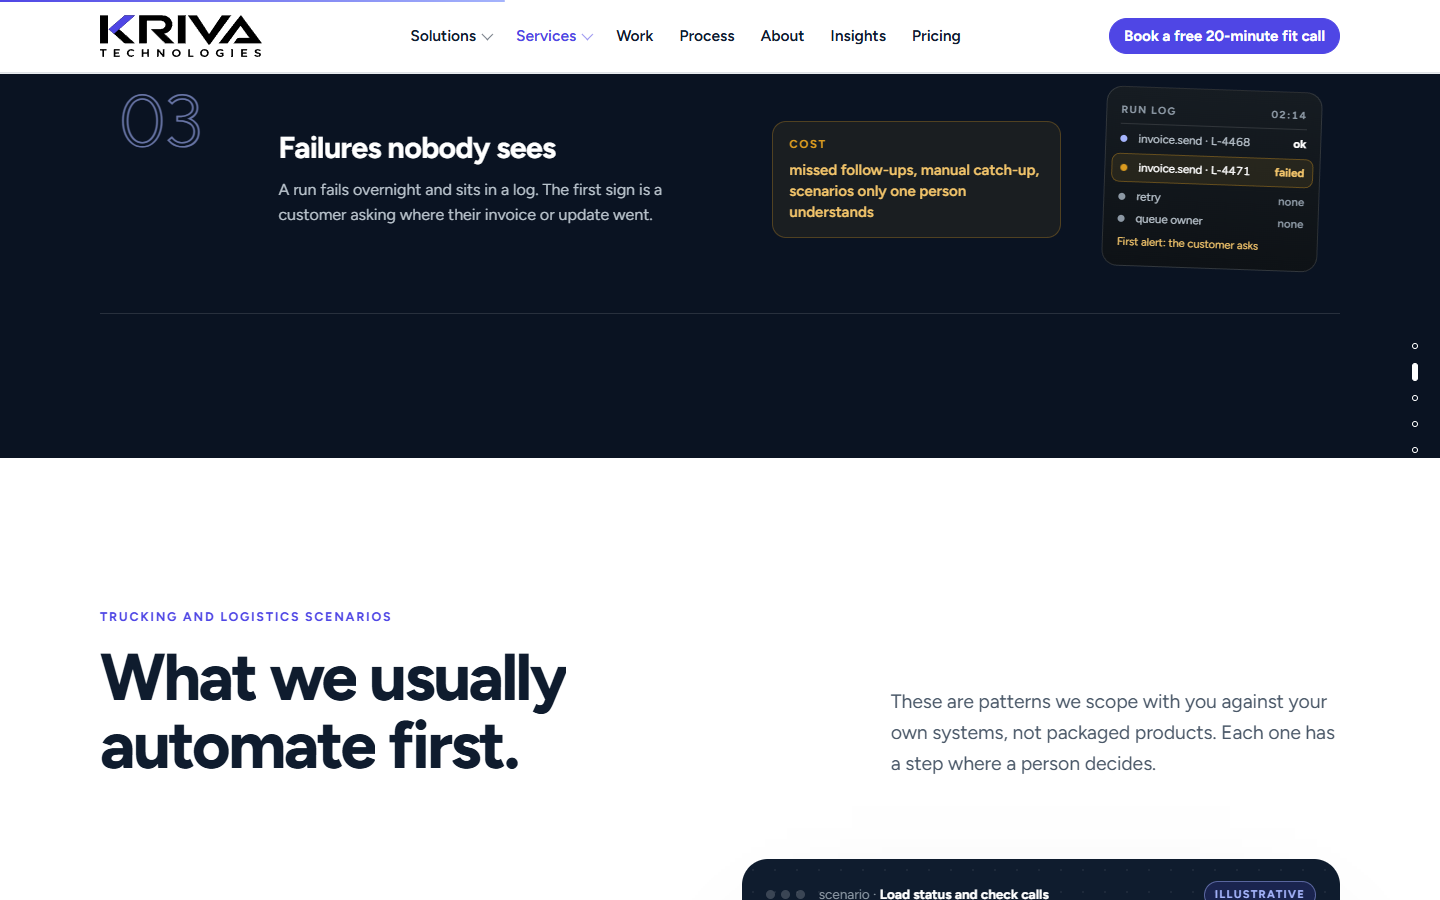 KRIVA
TECHNOLOGIES
Solutions
Services
Work
Process
About
Insights
Pricing
Book a free 20-minute fit call
03
Failures nobody sees
A run fails overnight and sits in a log. The first sign is a
customer asking where their invoice or update went.
COST
missed follow-ups, manual catch-up,
scenarios only one person
understands
RUN LOG 02:14
invoice.send · L-4468 ok
invoice.send · L-4471 failed
retry none
queue owner none
First alert: the customer asks
TRUCKING AND LOGISTICS SCENARIOS
What we usually
automate first.
These are patterns we scope with you against your
own systems, not packaged products. Each one has
a step where a person decides.
scenario · Load status and check calls ILLUSTRATIVE